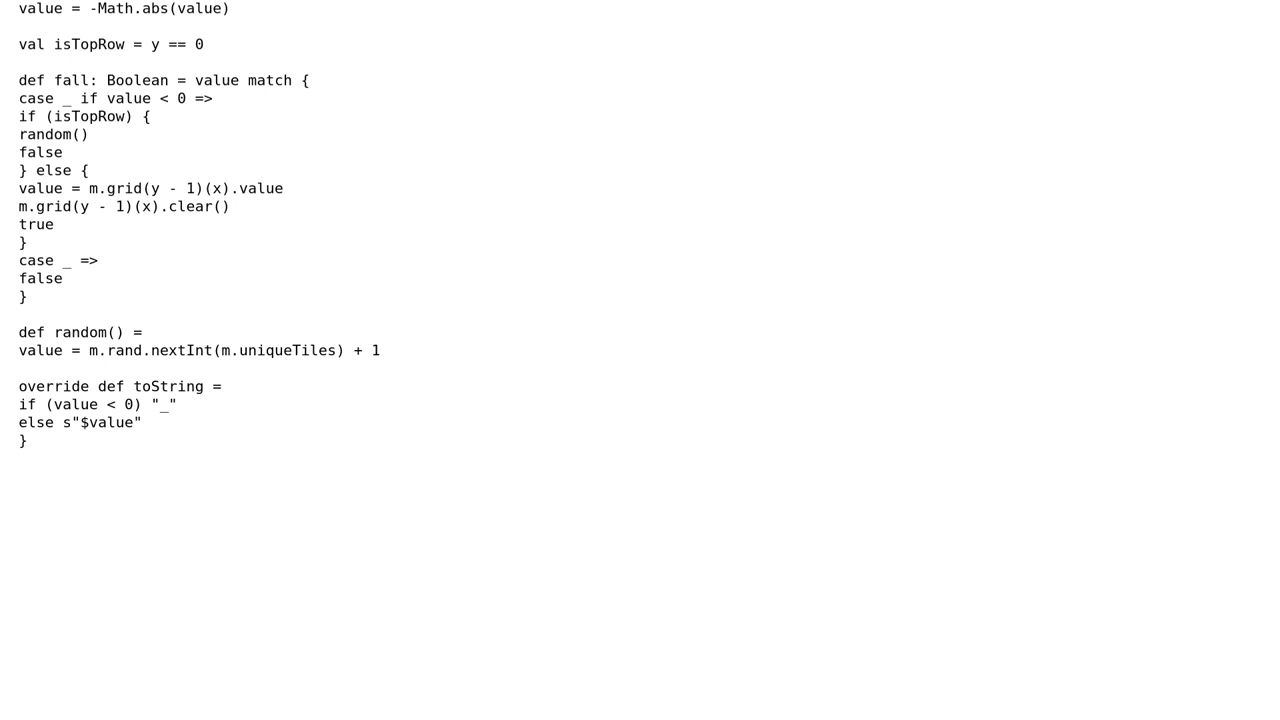 value = -Math.abs(value)
val isTopRow = y == 0
def fall: Boolean = value match {
case _ if value < 0 =>
if (isTopRow) {
random()
false
} else {
value = m.grid(y - 1)(x).value
m.grid(y - 1)(x).clear()
true
}
case _ =>
false
}
def random() =
value = m.rand.nextInt(m.uniqueTiles) + 1
override def toString =
if (value < 0) "_"
else s"$value"
}